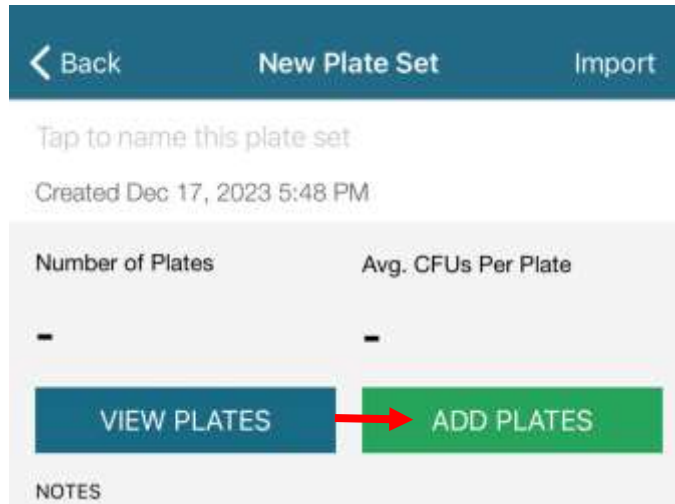 Back New Plate Set Import
Tap to name this plate set
Created Dec 17, 2023 5:48 PM
Number of Plates Avg. CFUs Per Plate
- -
VIEW PLATES ADD PLATES
NOTES